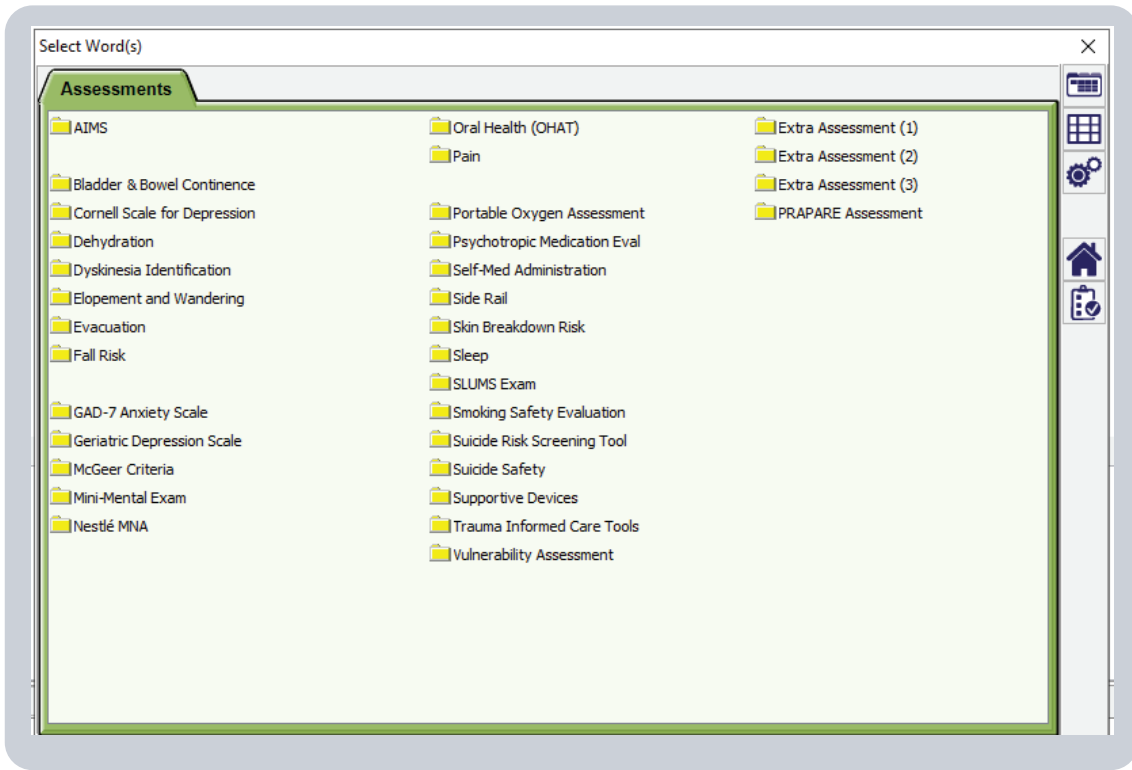 Select Word(s)
Assessments
AIMS
Bladder & Bowel Continence
Cornell Scale for Depression
Dehydration
Dyskinesia Identification
Elopement and Wandering
Evacuation
Fall Risk
GAD-7 Anxiety Scale
Geriatric Depression Scale
McGeer Criteria
Mini-Mental Exam
Nestlé MNA
Oral Health (OHAT)
Pain
Portable Oxygen Assessment
Psychotropic Medication Eval
Self-Med Administration
Side Rail
Skin Breakdown Risk
Sleep
SLUMS Exam
Smoking Safety Evaluation
Suicide Risk Screening Tool
Suicide Safety
Supportive Devices
Trauma Informed Care Tools
Vulnerability Assessment
Extra Assessment (1)
Extra Assessment (2)
Extra Assessment (3)
PRAPARE Assessment